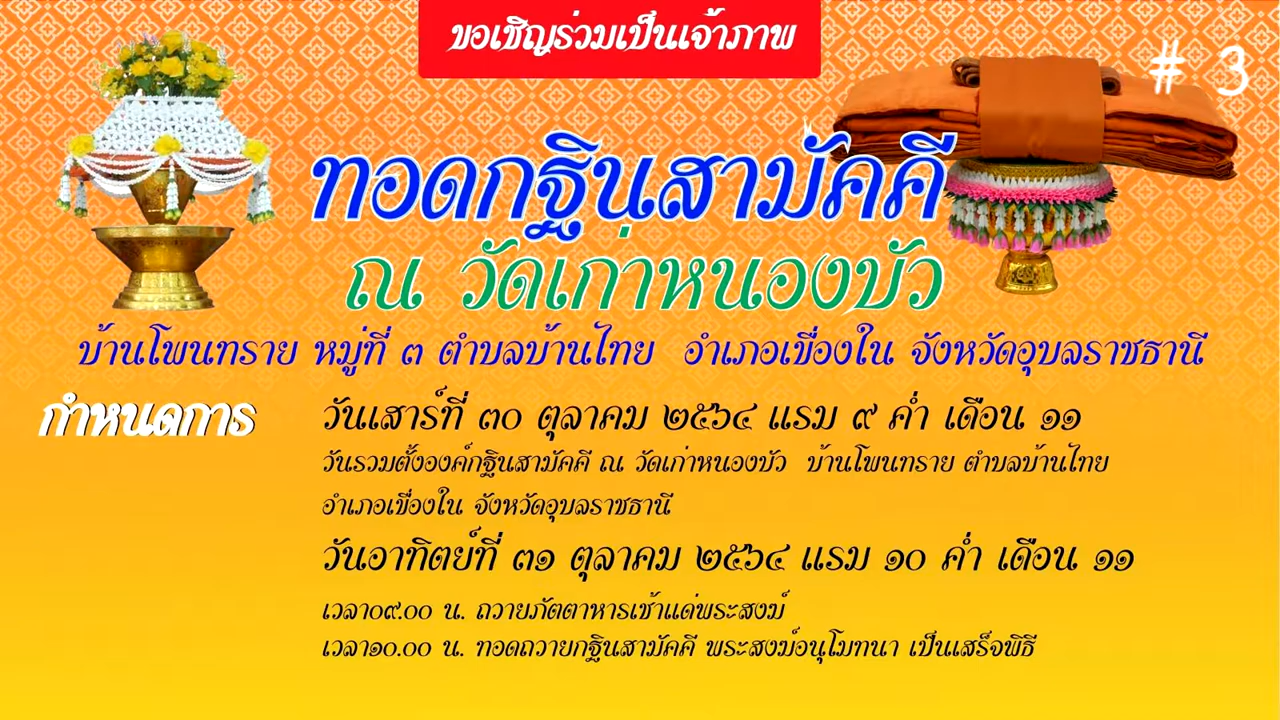 ขอเชิญร่วมเป็นเจ้าภาพ
# 3
ทอดกฐินสามัคคี
ณ วัดเก่าหนองบัว
บ้านโพนทราย หมู่ที่ ๓ ตำบลบ้านไทย อำเภอเขื่องใน จังหวัดอุบลราชธานี
กำหนดการ
วันเสาร์ที่ ๓๐ ตุลาคม ๒๕๖๔ แรม ๙ ค่ำ เดือน ๑๑
วันรวมตั้งองค์กฐินสามัคคี ณ วัดเก่าหนองบัว บ้านโพนทราย ตำบลบ้านไทย
อำเภอเขื่องใน จังหวัดอุบลราชธานี
วันอาทิตย์ที่ ๓๑ ตุลาคม ๒๕๖๔ แรม ๑๐ ค่ำ เดือน ๑๑
เวลา๐๙.๐๐ น. ถวายภัตตาหารเช้าแด่พระสงฆ์
เวลา๑๐.๐๐ น. ทอดถวายกฐินสามัคคี พระสงฆ์อนุโมทนา เป็นเสร็จพิธี